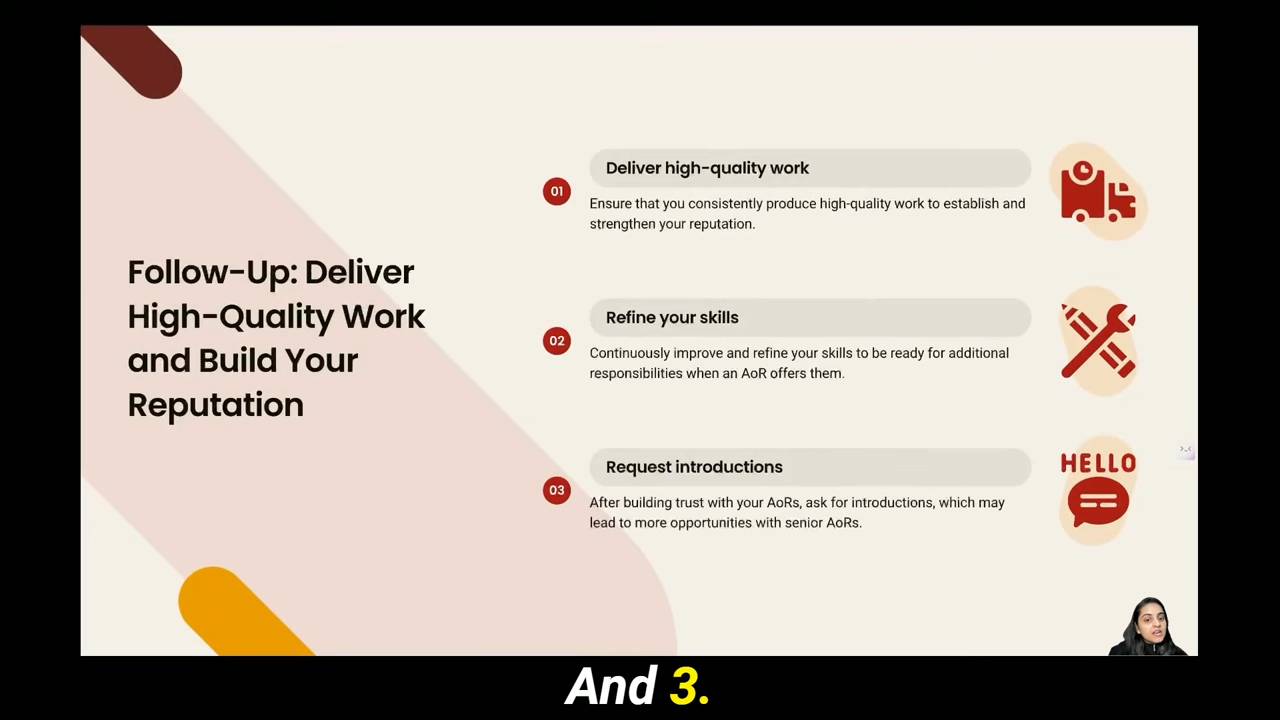 Follow-Up: Deliver
High-Quality Work
and Build Your
Reputation
01
Deliver high-quality work
Ensure that you consistently produce high-quality work to establish and
strengthen your reputation.
02
Refine your skills
Continuously improve and refine your skills to be ready for additional
responsibilities when an AoR offers them.
03
Request introductions
After building trust with your AoRs, ask for introductions, which may
lead to more opportunities with senior AoRs.
HELLO
And 3.